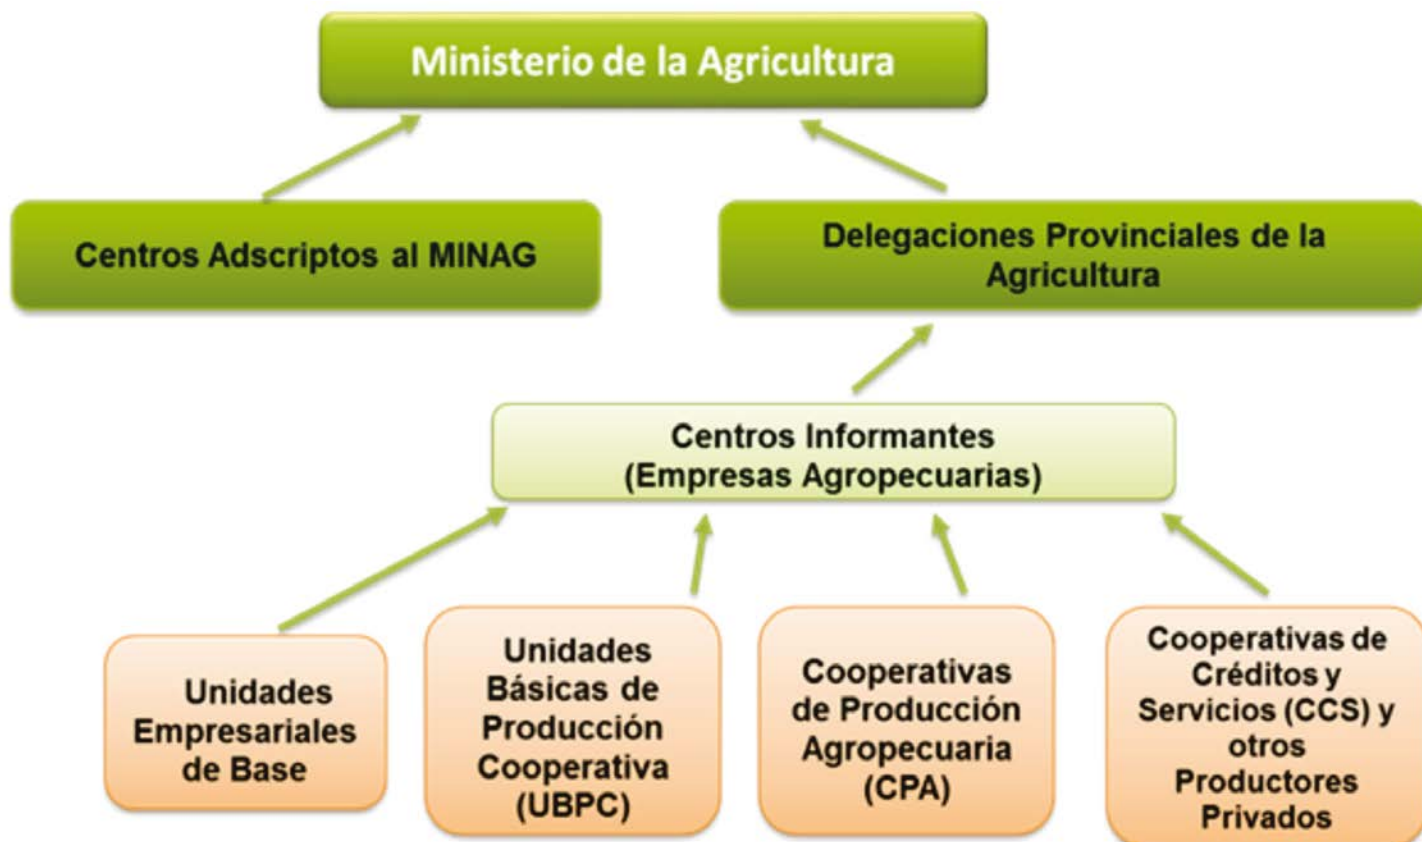 Ministerio de la Agricultura
Centros Adscriptos al MINAG
Delegaciones Provinciales de la
Agricultura
Centros Informantes
(Empresas Agropecuarias)
Unidades
Empresariales
de Base
Unidades
Básicas de
Producción
Cooperativa
(UBPC)
Cooperativas
de Producción
Agropecuaria
(CPA)
Cooperativas de
Créditos y
Servicios (CCS) y
otros
Productores
Privados